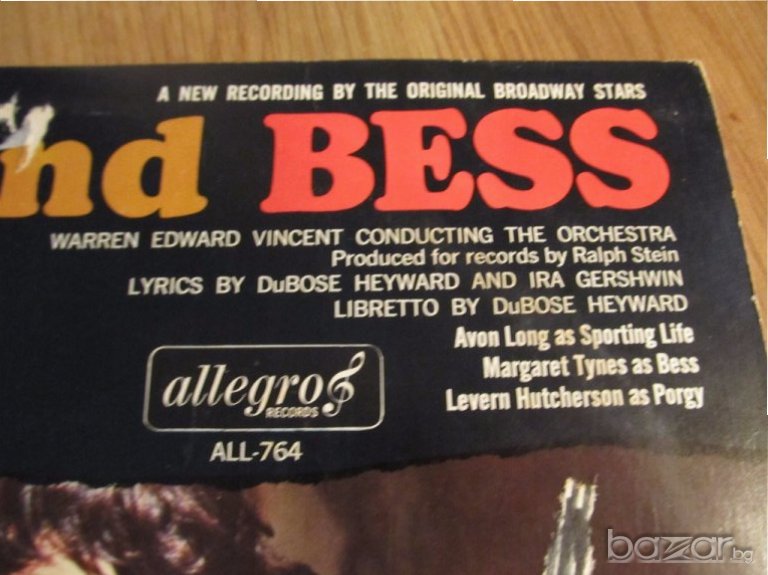 A NEW RECORDING BY THE ORIGINAL BROADWAY STARS
nd BESS
WARREN EDWARD VINCENT CONDUCTING THE ORCHESTRA
Produced for records by Ralph Stein
LYRICS BY DuBOSE HEYWARD AND IRA GERSHWIN
LIBRETTO BY DuBOSE HEYWARD
Avon Long as Sporting Life
Margaret Tynes as Bess
Levern Hutcherson as Porgy
allegro
RECORDS
ALL-764
bazar.bg